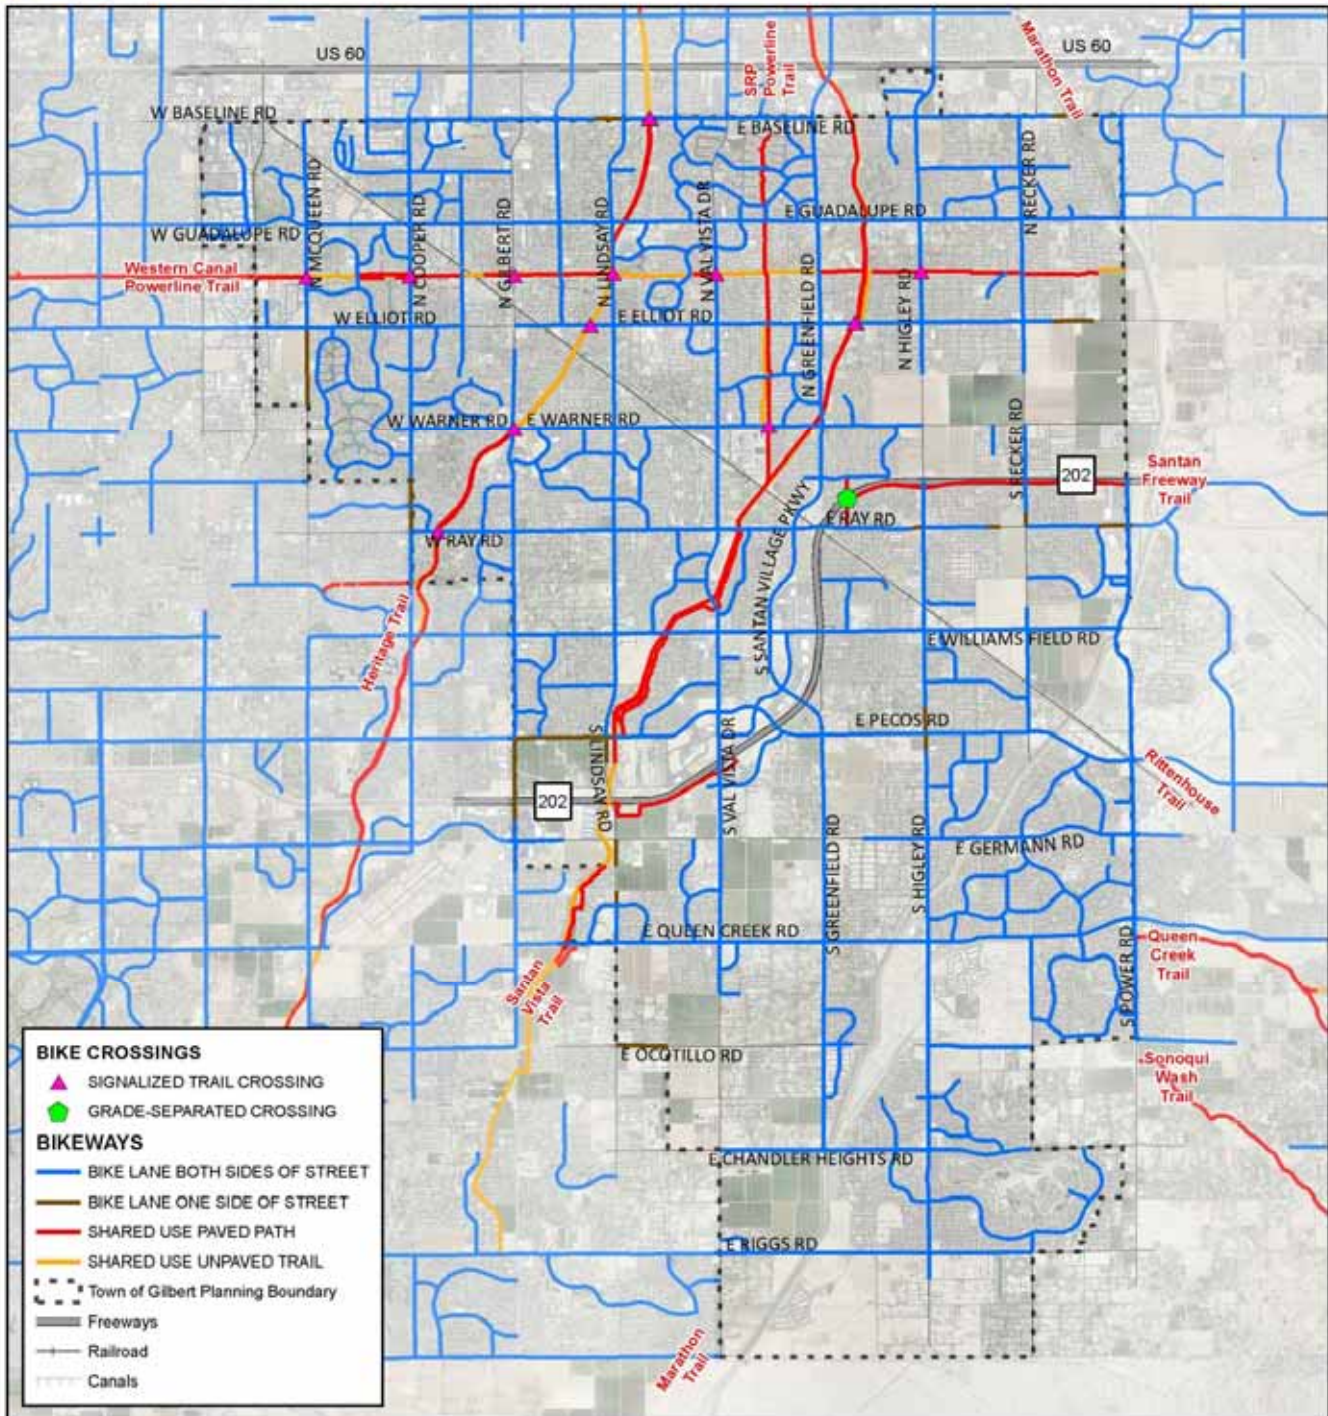 US 60
US 60
SRP
Powerline
Trail
Marathon Trail
W BASELINE RD
E BASELINE RD
N MCQUEEN RD
N COOPER RD
N GILBERT RD
N LINDSAY RD
N VAL VISTA DR
N GREENFIELD RD
N HIGLEY RD
N RECKER RD
W GUADALUPE RD
E GUADALUPE RD
Western Canal
Powerline Trail
W ELLIOT RD
E ELLIOT RD
W WARNER RD
E WARNER RD
S RECKER RD
202
Santan
Freeway
Trail
W RAY RD
E RAY RD
S SANTAN VILLAGE PKWY
Heritage Trail
E WILLIAMS FIELD RD
E PECOS RD
S LINDSAY RD
S VAL VISTA DR
202
Rittenhouse
Trail
S GREENFIELD RD
S HIGLEY RD
E GERMANN RD
E QUEEN CREEK RD
S POWER RD
Queen
Creek
Trail
Santan
Vista
Trail
E OCOTILLO RD
Sonoqui
Wash
Trail
E CHANDLER HEIGHTS RD
E RIGGS RD
Marathon
Trail
BIKE CROSSINGS
SIGNALIZED TRAIL CROSSING
GRADE-SEPARATED CROSSING
BIKEWAYS
BIKE LANE BOTH SIDES OF STREET
BIKE LANE ONE SIDE OF STREET
SHARED USE PAVED PATH
SHARED USE UNPAVED TRAIL
Town of Gilbert Planning Boundary
Freeways
Railroad
Canals